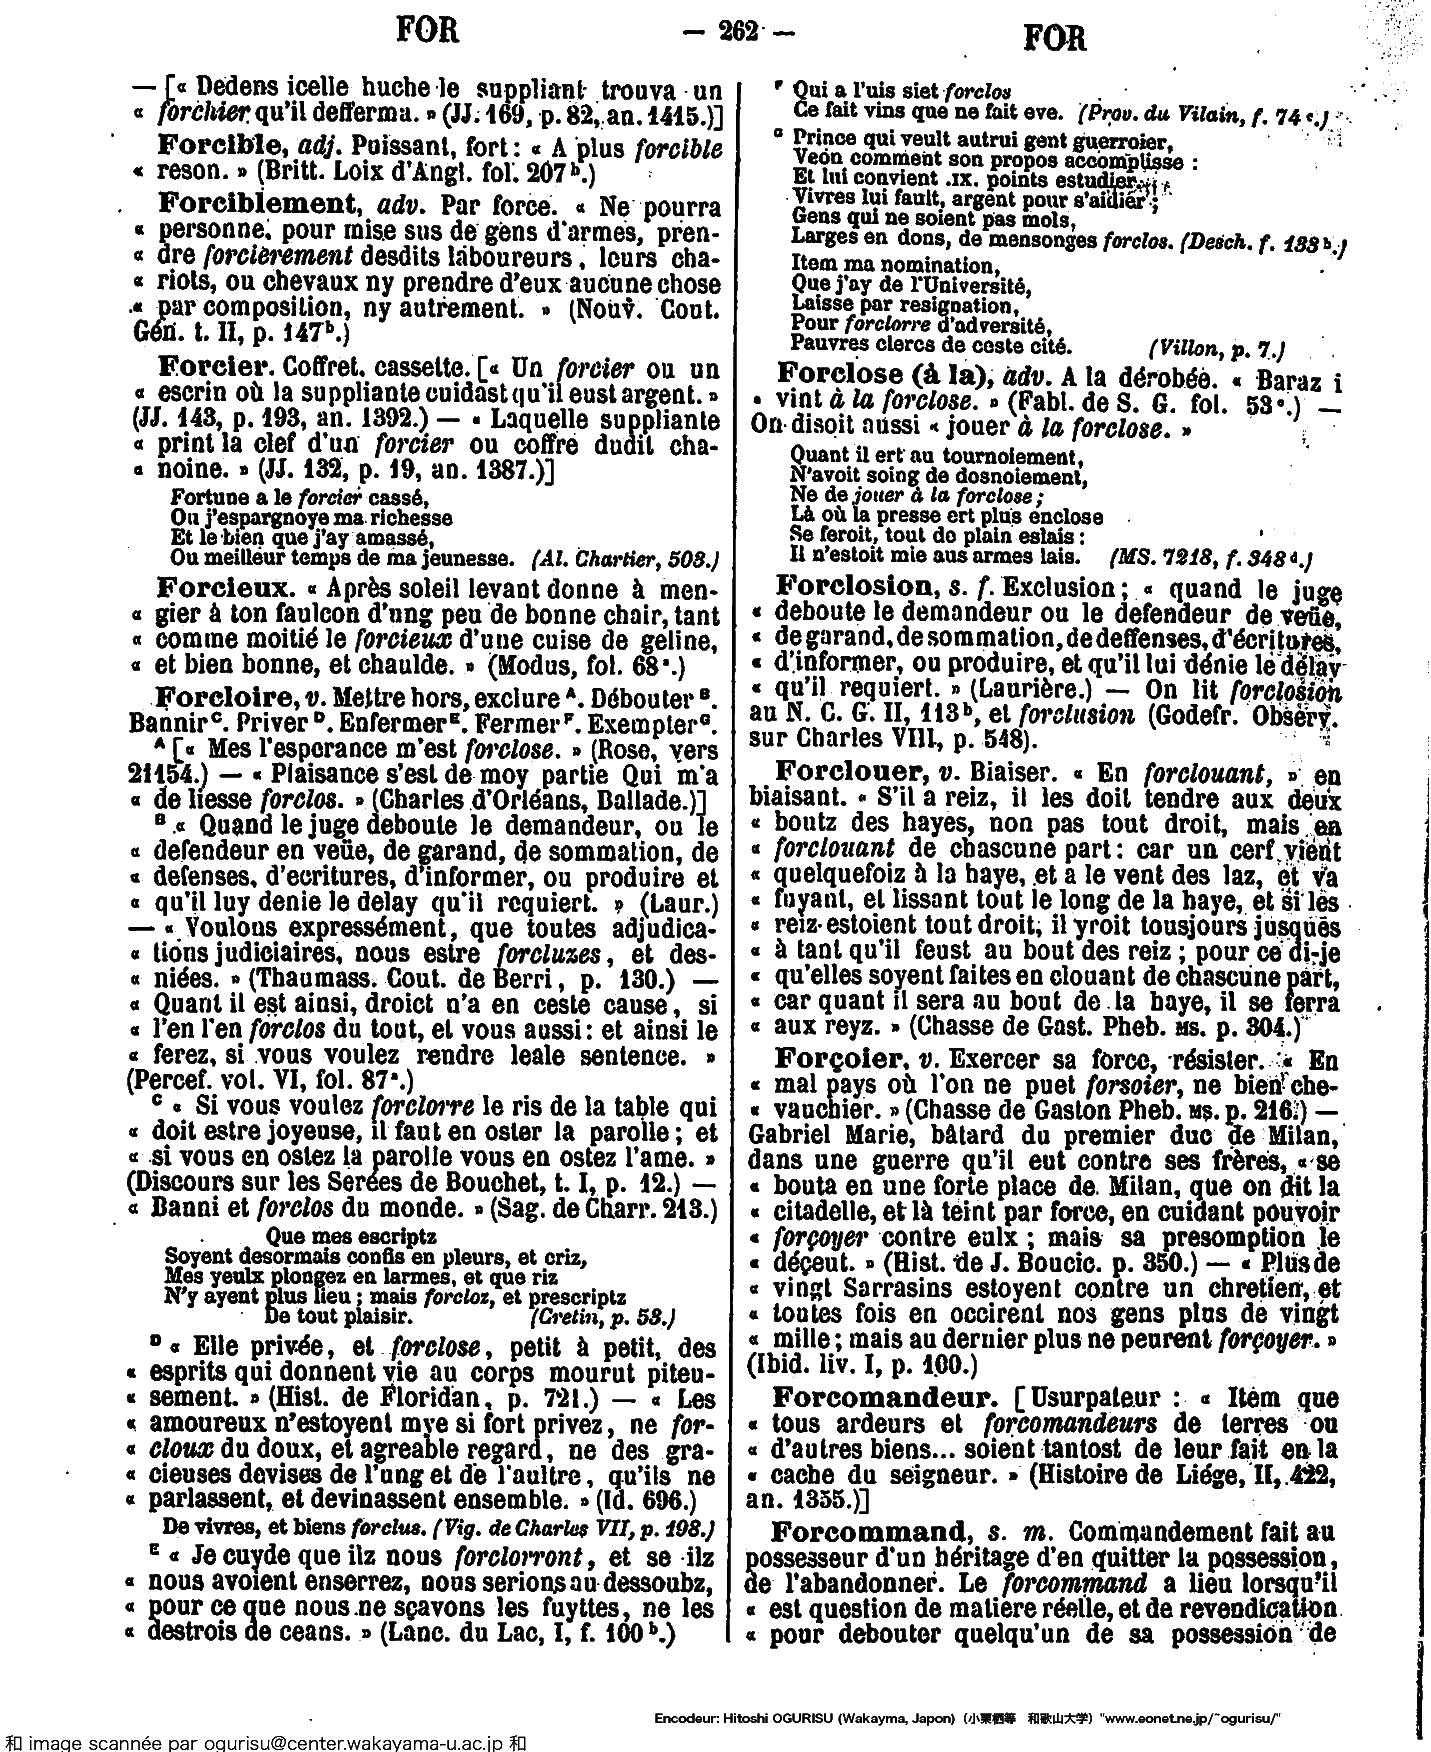 FOR
— 262 —
FOR
— [« Dedens icelle huche le suppliant trouva un
« forchier qu'il defferma. » (JJ. 169, p. 82, an. 1415.)]
Forcible, adj. Puissant, fort : « A plus forcible
« reson. » (Britt. Loix d'Angl. fol. 207 b.)
Forciblement, adv. Par force. « Ne pourra
« personne, pour mise sus de gens d'armes, pren-
« dre forcièrement desdits laboureurs, leurs cha-
« riots, ou chevaux ny prendre d'eux aucune chose
« par composition, ny autrement. » (Nouv. Cout.
Gén. t. II, p. 147 b.)
Forcier. Coffret, cassette. [« Un forcier ou un
« escrin où la suppliante cuidast qu'il eust argent. »
(JJ. 143, p. 193, an. 1392.) — « Laquelle suppliante
« print la clef d'un forcier ou coffre dudit cha-
« noine. » (JJ. 132, p. 19, an. 1387.)]
Fortune a le forcier cassé,
Ou j'espargnoye ma richesse
Et le bien que j'ay amassé,
Ou meilleur temps de ma jeunesse. (Al. Chartier, 503.)
Forcieux. « Après soleil levant donne à men-
« gier à ton faulcon d'ung peu de bonne chair, tant
« comme moitié le forcieux d'une cuise de geline,
« et bien bonne, et chaulde. » (Modus, fol. 68 a.)
Forcloire, v. Mettre hors, exclure A. Débouter B.
Bannir C. Priver D. Enfermer E. Fermer F. Exempter G.
A [« Mes l'esperance m'est forclose. » (Rose, vers
21154.) — « Plaisance s'est de moy partie Qui m'a
« de liesse forclos. » (Charles d'Orléans, Ballade.)]
B « Quand le juge deboute le demandeur, ou le
« defendeur en veüe, de garand, de sommation, de
« defenses, d'ecritures, d'informer, ou produire et
« qu'il luy denie le delay qu'il requiert. » (Laur.)
— « Voulons expressément, que toutes adjudica-
« tions judiciaires, nous estre forcluzes, et des-
« niées. » (Thaumass. Cout. de Berri, p. 130.) —
« Quant il est ainsi, droict n'a en ceste cause, si
« l'en l'en forclos du tout, et vous aussi : et ainsi le
« ferez, si vous voulez rendre leale sentence. »
(Percef. vol. VI, fol. 87 a.)
C « Si vous voulez forclorre le ris de la table qui
« doit estre joyeuse, il faut en oster la parolle ; et
« si vous en ostez la parolle vous en ostez l'ame. »
(Discours sur les Serées de Bouchet, t. I, p. 12.) —
« Banni et forclos du monde. » (Sag. de Charr. 213.)
Que mes escriptz
Soyent desormais confis en pleurs, et criz,
Mes yeulx plongez en larmes, et que riz
N'y ayent plus lieu ; mais forcloz, et prescriptz
De tout plaisir. (Cretin, p. 53.)
D « Elle privée, et forclose, petit à petit, des
« esprits qui donnent vie au corps mourut piteu-
« sement. » (Hist. de Floridan, p. 721.) — « Les
« amoureux n'estoyent mye si fort privez, ne for-
« cloux du doux, et agreable regard, ne des gra-
« cieuses devises de l'ung et de l'aultre, qu'ils ne
« parlassent, et devinassent ensemble. » (Id. 696.)
De vivres, et biens forclus. (Vig. de Charles VII, p. 198.)
E « Je cuyde que ilz nous forclorront, et se ilz
« nous avoient enserrez, nous serions au dessoubz,
« pour ce que nous ne sçavons les fuyttes, ne les
« destrois de ceans. » (Lanc. du Lac, I, f. 100 b.)
F Qui a l'uis siet forclos
Ce fait vins que ne fait eve. (Prov. du Vilain, f. 74 c.)
G Prince qui veult autrui gent guerroier,
Veon comment son propos accomplisse :
Et lui convient .IX. points estudier,
Vivres lui fault, argent pour s'aidier ;
Gens qui ne soient pas mols,
Larges en dons, de mensonges forclos. (Desch. f. 133 b.)
Item ma nomination,
Que j'ay de l'Université,
Laisse par resignation,
Pour forclorre d'adversité,
Pauvres clercs de ceste cité. (Villon, p. 7.)
Forclose (à la), adv. A la dérobée. « Baraz i
« vint à la forclose. » (Fabl. de S. G. fol. 53 c.) —
On disoit aussi « jouer à la forclose. »
Quant il ert au tournoiement,
N'avoit soing de dosnoiement,
Ne de jouer à la forclose ;
Là où la presse ert plus enclose
Se feroit, tout de plain eslais :
Il n'estoit mie aus armes lais. (MS. 7218, f. 348 d.)
Forclosion, s. f. Exclusion ; « quand le juge
« deboute le demandeur ou le defendeur de veüe,
« de garand, de sommation, de deffenses, d'écritures,
« d'informer, ou produire, et qu'il lui dénie le délay
« qu'il requiert. » (Laurière.) — On lit forclosion
au N. C. G. II, 113 b, et forclusion (Godefr. Observ.
sur Charles VIII, p. 548).
Forclouer, v. Biaiser. « En forclouant, » en
biaisant. « S'il a reiz, il les doit tendre aux deux
« boutz des hayes, non pas tout droit, mais en
« forclouant de chascune part : car un cerf vient
« quelquefoiz à la haye, et a le vent des laz, et va
« fuyant, et lissant tout le long de la haye, et si les
« reiz estoient tout droit, il yroit tousjours jusques
« à tant qu'il feust au bout des reiz ; pour ce di-je
« qu'elles soyent faites en clouant de chascune part,
« car quant il sera au bout de la haye, il se ferra
« aux reyz. » (Chasse de Gast. Pheb. MS. p. 304.)
Forçoier, v. Exercer sa force, résister. « En
« mal pays où l'on ne puet forsoier, ne bien che-
« vauchier. » (Chasse de Gaston Pheb. MS. p. 216.) —
Gabriel Marie, bâtard du premier duc de Milan,
dans une guerre qu'il eut contre ses frères, « se
« bouta en une forte place de Milan, que on dit la
« citadelle, et là teint par force, en cuidant pouvoir
« forçoyer contre eulx ; mais sa presomption le
« déçeut. » (Hist. de J. Boucic. p. 350.) — « Plus de
« vingt Sarrasins estoyent contre un chretien, et
« toutes fois en occirent nos gens plus de vingt
« mille ; mais au dernier plus ne peurent forçoyer. »
(Ibid. liv. I, p. 100.)
Forcomandeur. [Usurpateur : « Item que
« tous ardeurs et forcomandeurs de terres ou
« d'autres biens... soient tantost de leur fait en la
« cache du seigneur. » (Histoire de Liége, II, 422,
an. 1355.)]
Forcommand, s. m. Commandement fait au
possesseur d'un héritage d'en quitter la possession,
de l'abandonner. Le forcommand a lieu lorsqu'il
« est question de matiere réelle, et de revendication
« pour debouter quelqu'un de sa possession de
Encodeur: Hitoshi OGURISU (Wakayma, Japon) (小栗栖等 和歌山大学) "www.eonet.ne.jp/~ogurisu/"
和 image scannée par ogurisu@center.wakayama-u.ac.jp 和